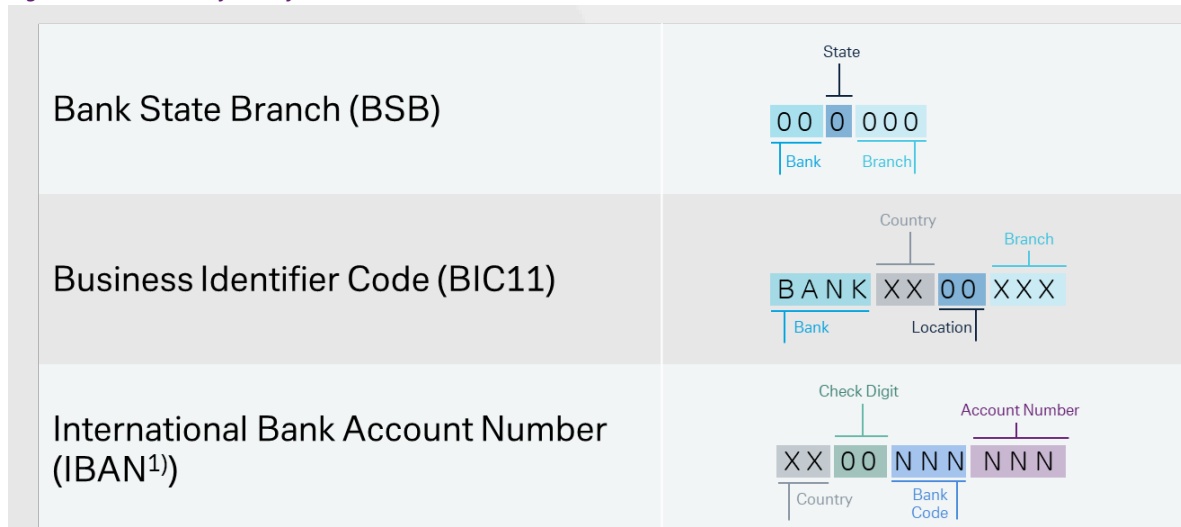 Bank State Branch (BSB)
State
00 0 000
Bank Branch
Business Identifier Code (BIC11)
Country
Branch
BANK XX 00 XXX
Bank Location
International Bank Account Number
(IBAN1))
Check Digit
Account Number
XX 00 NNN NNN
Country Bank
Code